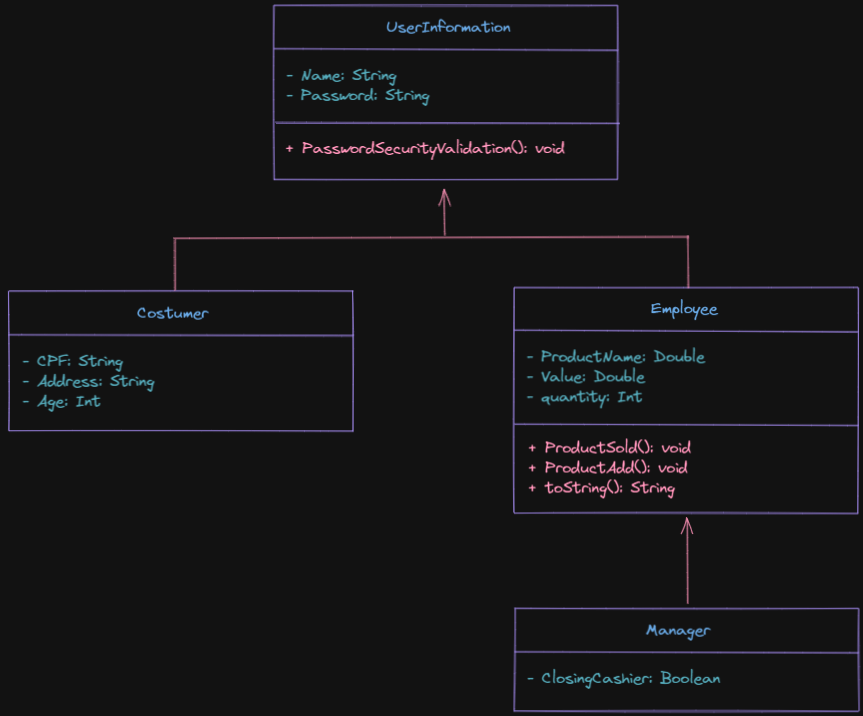 UserInformation
- Name: String
- Password: String
+ PasswordSecurityValidation(): void
Costumer
- CPF: String
- Address: String
- Age: Int
Employee
- ProductName: Double
- Value: Double
- quantity: Int
+ ProductSold(): void
+ ProductAdd(): void
+ toString(): String
Manager
- ClosingCashier: Boolean